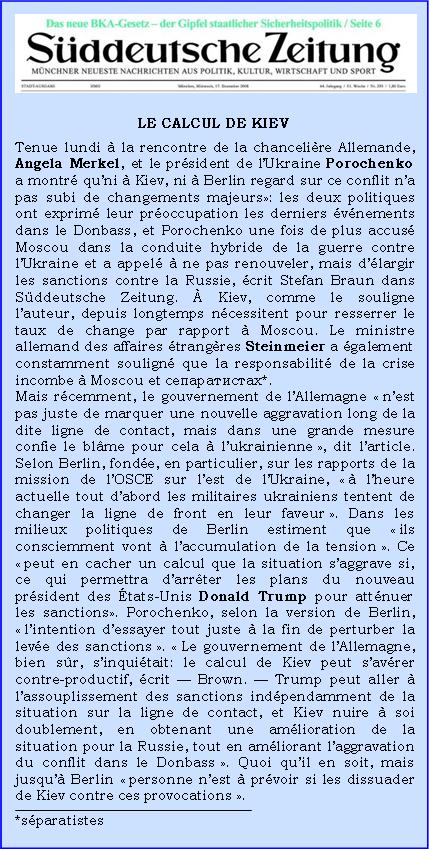 Das neue BKA-Gesetz – der Gipfel staatlicher Sicherheitspolitik / Seite 6
Süddeutsche Zeitung
MÜNCHNER NEUESTE NACHRICHTEN AUS POLITIK, KULTUR, WIRTSCHAFT UND SPORT
STADTAUSGABE München, Mittwoch, 17. Dezember 2008 64. Jahrgang / 51. Woche / Nr. 293 / 1,80 Euro
LE CALCUL DE KIEV
Tenue lundi à la rencontre de la chancelière Allemande,
Angela Merkel, et le président de l'Ukraine Porochenko
a montré qu'ni à Kiev, ni à Berlin regard sur ce conflit n'a
pas subi de changements majeurs»: les deux politiques
ont exprimé leur préoccupation les derniers événements
dans le Donbass, et Porochenko une fois de plus accusé
Moscou dans la conduite hybride de la guerre contre
l'Ukraine et a appelé à ne pas renouveler, mais d'élargir
les sanctions contre la Russie, écrit Stefan Braun dans
Süddeutsche Zeitung. À Kiev, comme le souligne
l'auteur, depuis longtemps nécessitent pour resserrer le
taux de change par rapport à Moscou. Le ministre
allemand des affaires étrangères Steinmeier a également
constamment souligné que la responsabilité de la crise
incombe à Moscou et сепаратистах*.
Mais récemment, le gouvernement de l'Allemagne « n'est
pas juste de marquer une nouvelle aggravation long de la
dite ligne de contact, mais dans une grande mesure
confie le blâme pour cela à l'ukrainienne », dit l'article.
Selon Berlin, fondée, en particulier, sur les rapports de la
mission de l'OSCE sur l'est de l'Ukraine, « à l'heure
actuelle tout d'abord les militaires ukrainiens tentent de
changer la ligne de front en leur faveur ». Dans les
milieux politiques de Berlin estiment que « ils
consciemment vont à l'accumulation de la tension ». Ce
« peut en cacher un calcul que la situation s'aggrave si,
ce qui permettra d'arrêter les plans du nouveau
président des États-Unis Donald Trump pour atténuer
les sanctions». Porochenko, selon la version de Berlin,
« l'intention d'essayer tout juste à la fin de perturber la
levée des sanctions ». « Le gouvernement de l'Allemagne,
bien sûr, s'inquiétait: le calcul de Kiev peut s'avérer
contre-productif, écrit — Brown. — Trump peut aller à
l'assouplissement des sanctions indépendamment de la
situation sur la ligne de contact, et Kiev nuire à soi
doublement, en obtenant une amélioration de la
situation pour la Russie, tout en améliorant l'aggravation
du conflit dans le Donbass ». Quoi qu'il en soit, mais
jusqu'à Berlin « personne n'est à prévoir si les dissuader
de Kiev contre ces provocations ».
*séparatistes